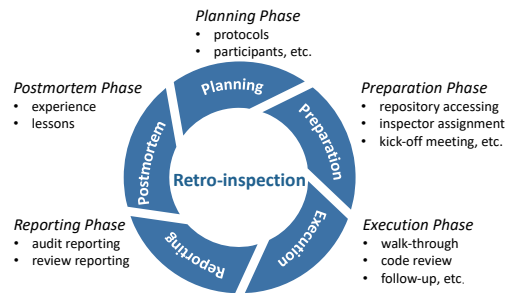 Planning Phase
• protocols
• participants, etc.
Postmortem Phase
• experience
• lessons
Preparation Phase
• repository accessing
• inspector assignment
• kick-off meeting, etc.
Planning
Preparation
Postmortem
Retro-inspection
Execution
Reporting
Reporting Phase
• audit reporting
• review reporting
Execution Phase
• walk-through
• code review
• follow-up, etc.